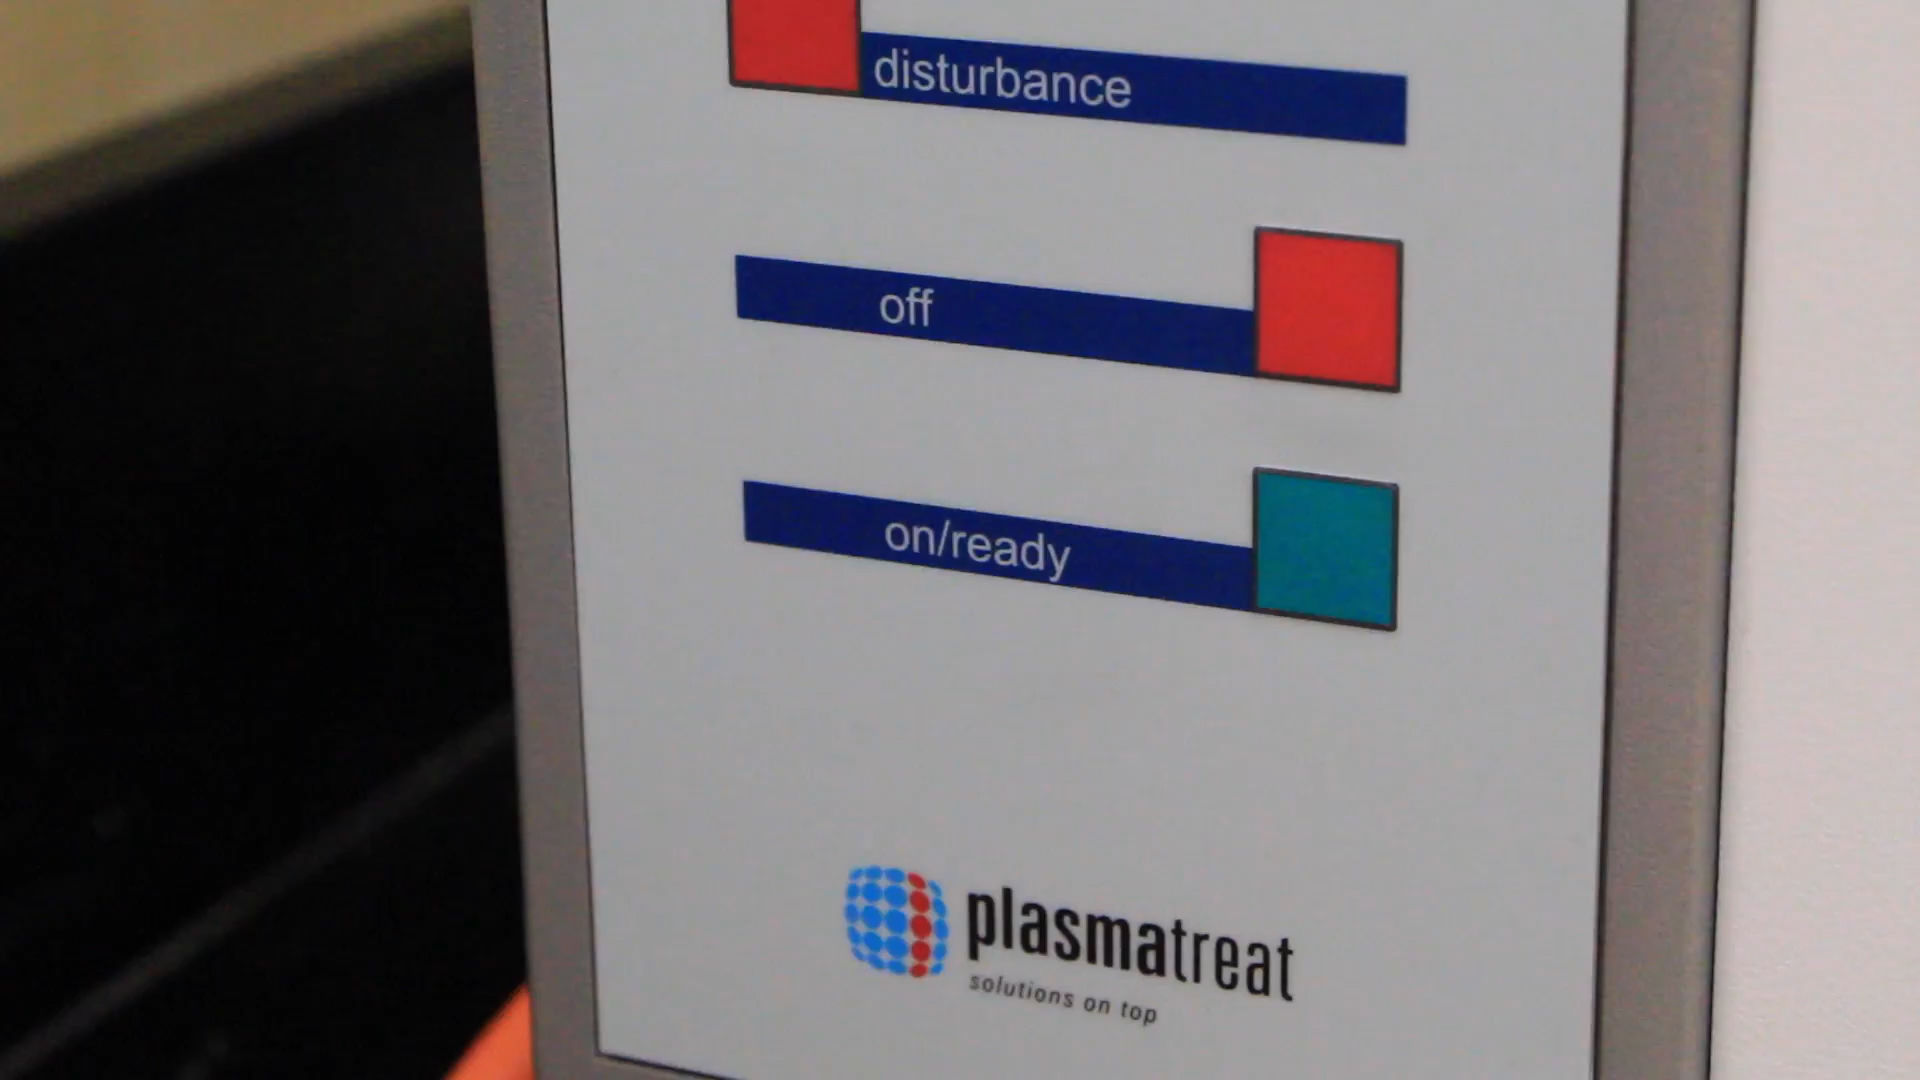 disturbance
off
on/ready
plasmatreat
solutions on top